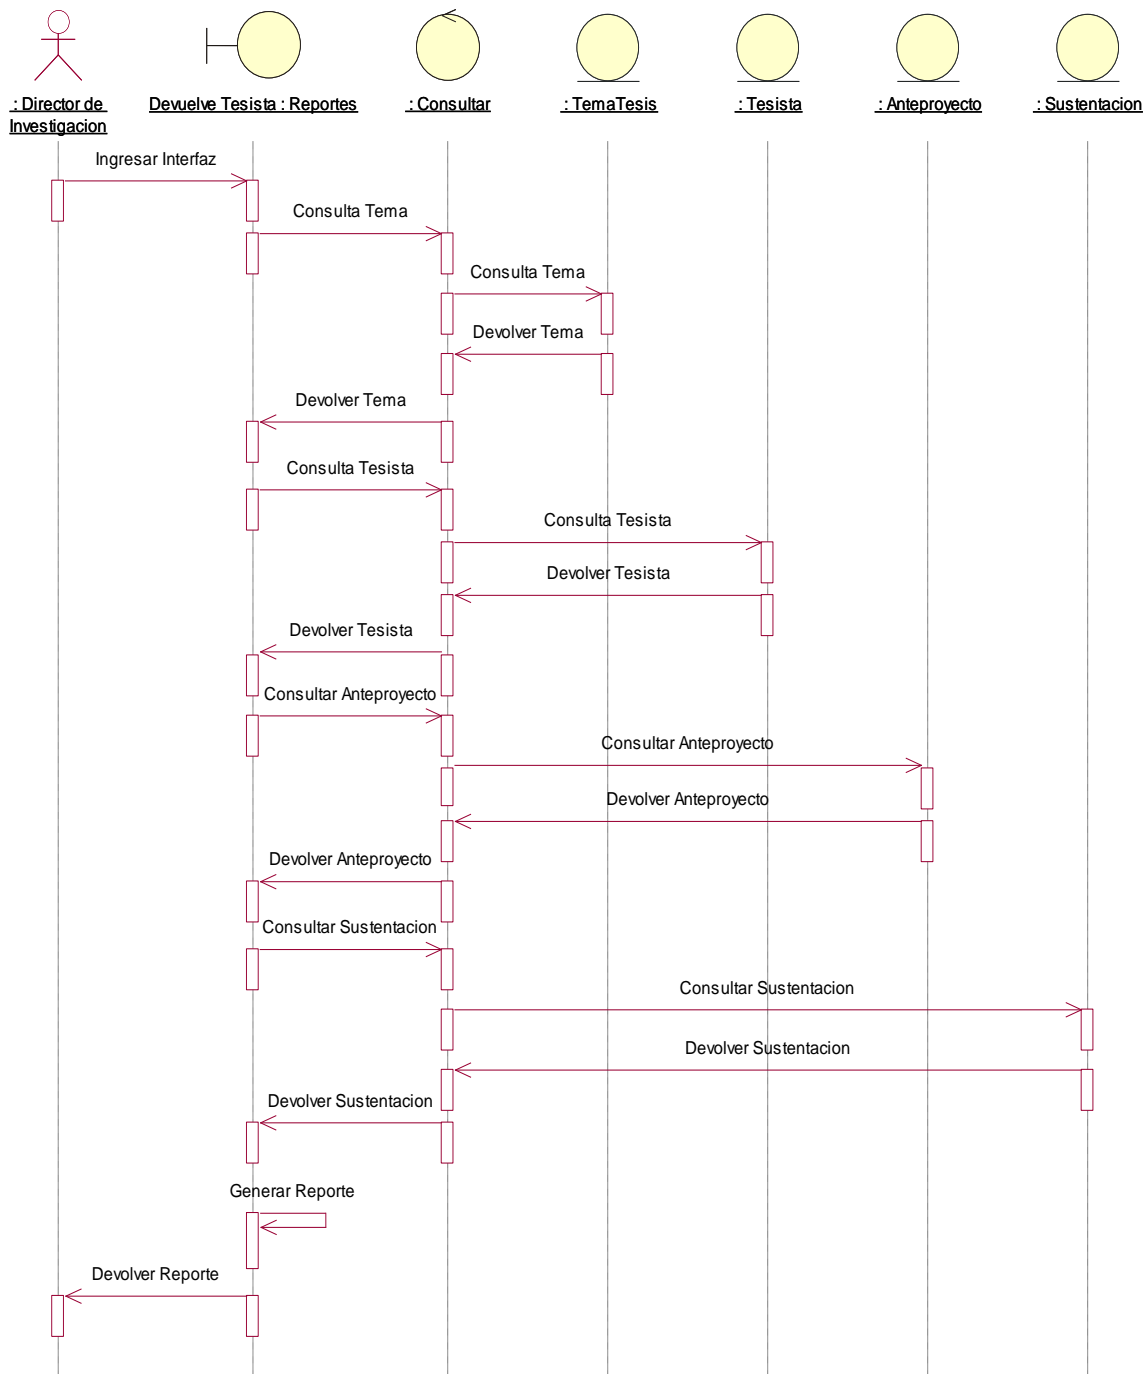 : Director de
Investigacion
Devuelve Tesista : Reportes
: Consultar
: TemaTesis
: Tesista
: Anteproyecto
: Sustentacion
Ingresar Interfaz
Consulta Tema
Consulta Tema
Devolver Tema
Devolver Tema
Consulta Tesista
Consulta Tesista
Devolver Tesista
Devolver Tesista
Consultar Anteproyecto
Consultar Anteproyecto
Devolver Anteproyecto
Devolver Anteproyecto
Consultar Sustentacion
Consultar Sustentacion
Devolver Sustentacion
Devolver Sustentacion
Generar Reporte
Devolver Reporte